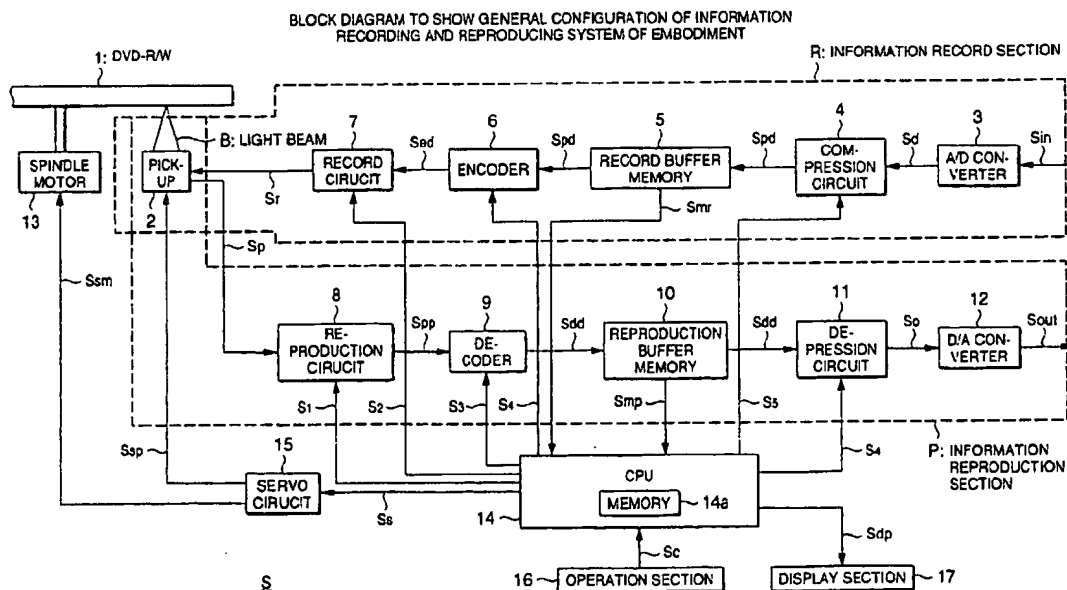 BLOCK DIAGRAM TO SHOW GENERAL CONFIGURATION OF INFORMATION
RECORDING AND REPRODUCING SYSTEM OF EMBODIMENT
1: DVD-R/W
R: INFORMATION RECORD SECTION
B: LIGHT BEAM
SPINDLE
MOTOR
13
PICK-
UP
2
7
RECORD
CIRUCIT
6
ENCODER
5
RECORD BUFFER
MEMORY
4
COM-
PRESSION
CIRCUIT
3
A/D CON-
VERTER
Sr
Sed
Spd
Spd
Sd
Sin
Smr
Sp
Ssm
8
RE-
PRODUCTION
CIRUCIT
9
DE-
CODER
10
REPRODUCTION
BUFFER
MEMORY
11
DE-
PRESSION
CIRCUIT
12
D/A CON-
VERTER
Spp
Sdd
Sdd
So
Sout
S1
S2
S3
S4
Smp
S5
S4
P: INFORMATION
REPRODUCTION
SECTION
Ssp
15
SERVO
CIRUCIT
Ss
CPU
MEMORY
14a
14
Sc
Sdp
S
16
OPERATION SECTION
DISPLAY SECTION
17